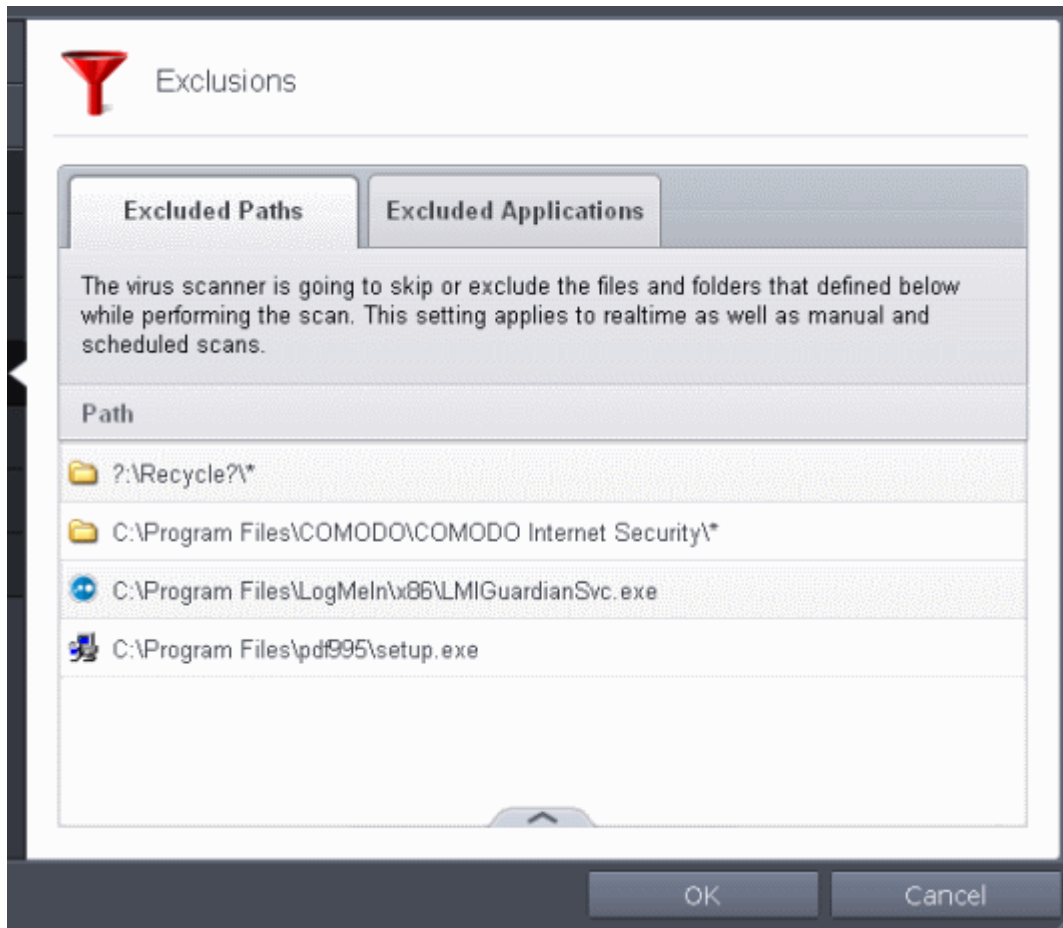 Exclusions
Excluded Paths
Excluded Applications
The virus scanner is going to skip or exclude the files and folders that defined below
while performing the scan. This setting applies to realtime as well as manual and
scheduled scans.
Path
?:\Recycle?\*
C:\Program Files\COMODO\COMODO Internet Security\*
C:\Program Files\LogMeIn\x86\LMIGuardianSvc.exe
C:\Program Files\pdf995\setup.exe
OK
Cancel